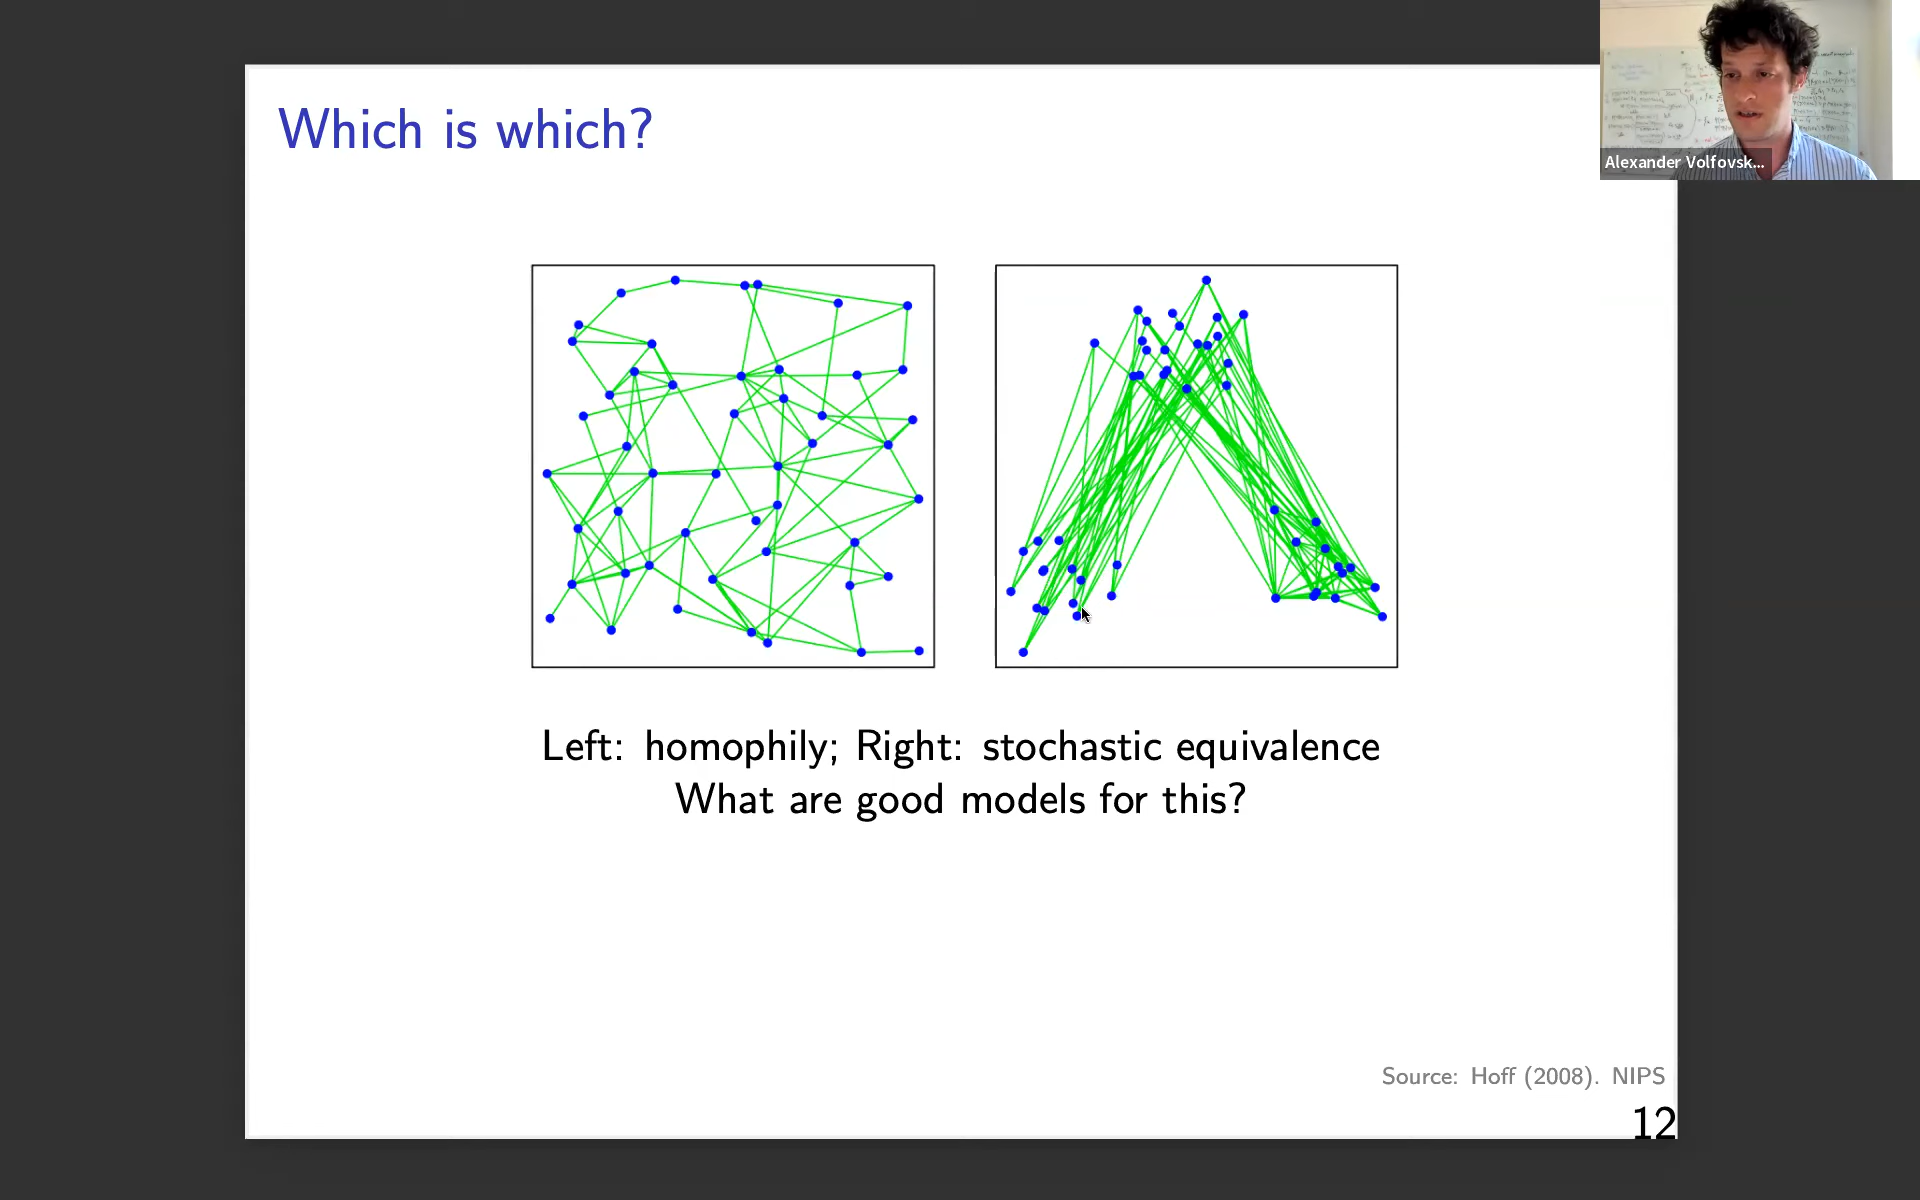 Which is which?
Alexander Volfovsk...
Left: homophily; Right: stochastic equivalence
What are good models for this?
Source: Hoff (2008). NIPS
12